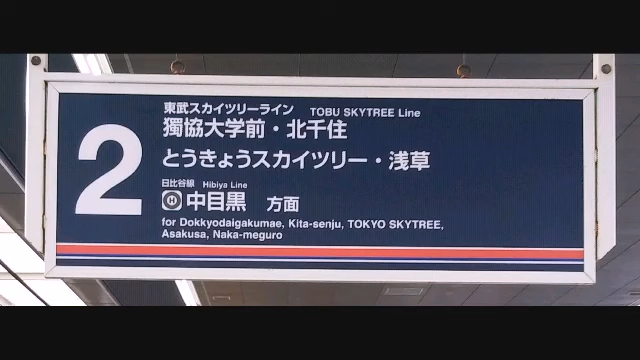 2
東武スカイツリーライン TOBU SKYTREE Line
獨協大学前・北千住
とうきょうスカイツリー・浅草
日比谷線 Hibiya Line
H 中目黒 方面
for Dokkyodaigakumae, Kita-senju, TOKYO SKYTREE,
Asakusa, Naka-meguro